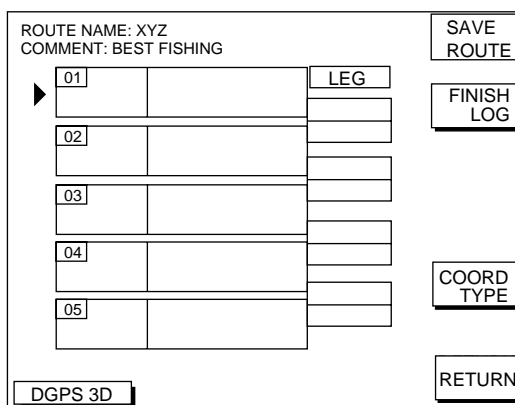 ROUTE NAME: XYZ
COMMENT: BEST FISHING
SAVE
ROUTE
01
LEG
FINISH
LOG
02
03
04
COORD
TYPE
05
RETURN
DGPS 3D